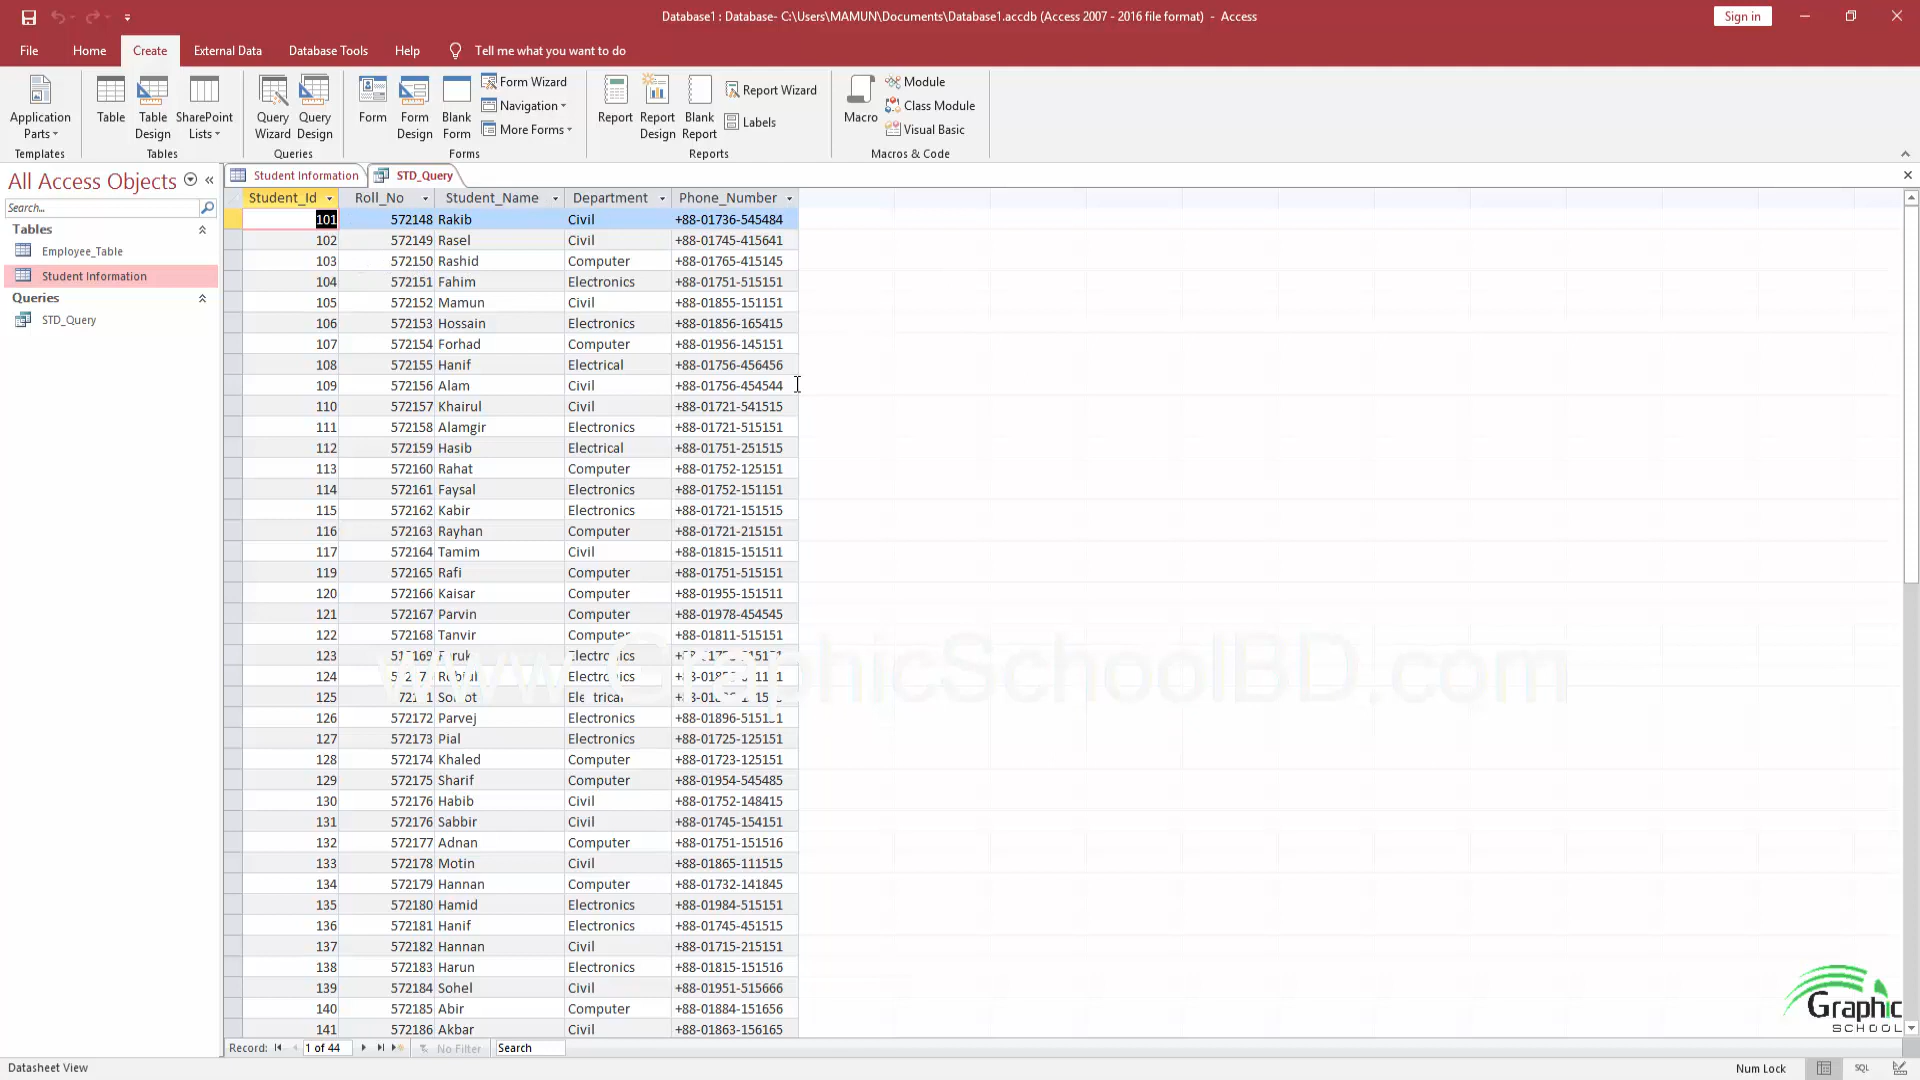 Database1 : Database- C:\Users\MAMUN\Documents\Database1.accdb (Access 2007 - 2016 file format) - Access
Sign in
File Home Create External Data Database Tools Help Tell me what you want to do
Application Parts
Templates
Table
Table Design
SharePoint Lists
Tables
Query Wizard
Query Design
Queries
Form
Form Design
Blank Form
Form Wizard
Navigation
More Forms
Forms
Report
Report Design
Blank Report
Report Wizard
Labels
Reports
Macro
Module
Class Module
Visual Basic
Macros & Code
All Access Objects
Search...
Tables
Employee_Table
Student Information
Queries
STD_Query
Student Information STD_Query
Student_Id Roll_No Student_Name Department Phone_Number
101 572148 Rakib Civil +88-01736-545484
102 572149 Rasel Civil +88-01745-415641
103 572150 Rashid Computer +88-01765-415145
104 572151 Fahim Electronics +88-01751-515151
105 572152 Mamun Civil +88-01855-151151
106 572153 Hossain Electronics +88-01856-165415
107 572154 Forhad Computer +88-01956-145151
108 572155 Hanif Electrical +88-01756-456456
109 572156 Alam Civil +88-01756-454544
110 572157 Khairul Civil +88-01721-541515
111 572158 Alamgir Electronics +88-01721-515151
112 572159 Hasib Electrical +88-01751-251515
113 572160 Rahat Computer +88-01752-125151
114 572161 Faysal Electronics +88-01752-151151
115 572162 Kabir Electronics +88-01721-151515
116 572163 Rayhan Computer +88-01721-215151
117 572164 Tamim Civil +88-01815-151511
119 572165 Rafi Computer +88-01751-515151
120 572166 Kaisar Computer +88-01955-151511
121 572167 Parvin Computer +88-01978-454545
122 572168 Tanvir Computer +88-01811-515151
123 Electronics
124 Electronics
125 Electrical
126 572172 Parvej Electronics +88-01896-515151
127 572173 Pial Electronics +88-01725-125151
128 572174 Khaled Computer +88-01723-125151
129 572175 Sharif Computer +88-01954-545485
130 572176 Habib Civil +88-01752-148415
131 572176 Sabbir Civil +88-01745-154151
132 572177 Adnan Computer +88-01751-151516
133 572178 Motin Civil +88-01865-111515
134 572179 Hannan Computer +88-01732-141845
135 572180 Hamid Electronics +88-01984-515151
136 572181 Hanif Electronics +88-01745-451515
137 572182 Hannan Civil +88-01715-215151
138 572183 Harun Electronics +88-01815-151516
139 572184 Sohel Civil +88-01951-515666
140 572185 Abir Computer +88-01884-151656
141 572186 Akbar Civil +88-01863-156165
www.GraphicSchoolBD.com
Graphic
SCHOOL
Record: 1 of 44 No Filter Search
Datasheet View
Num Lock
SQL